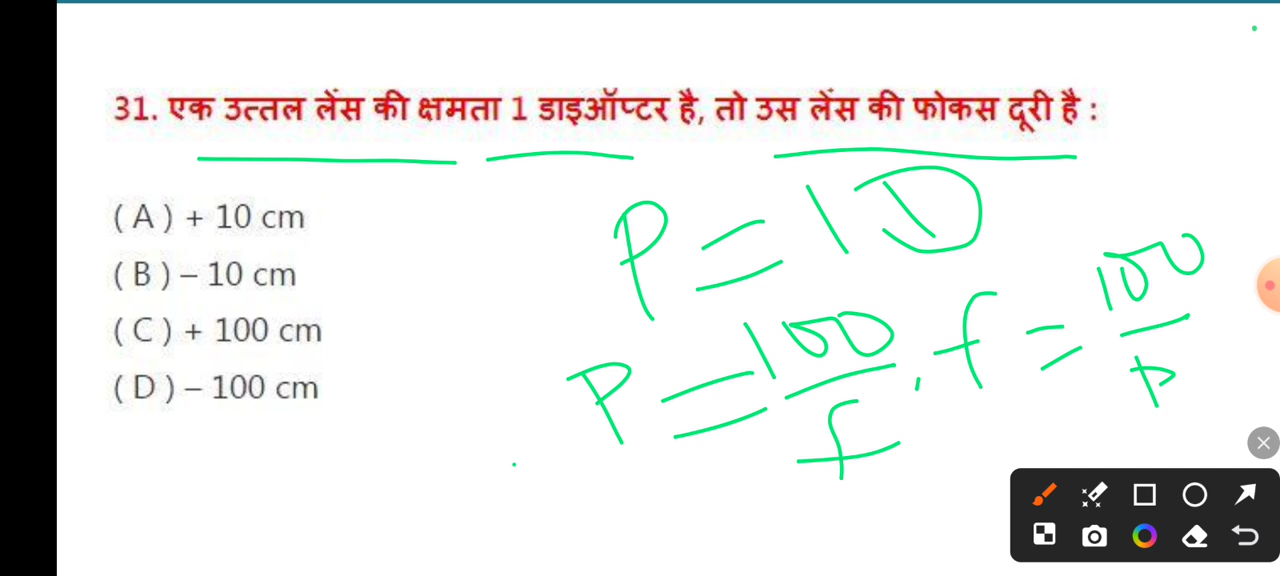 31. एक उत्तल लेंस की क्षमता 1 डाइऑप्टर है, तो उस लेंस की फोकस दूरी है :
( A ) + 10 cm
( B ) – 10 cm
( C ) + 100 cm
( D ) – 100 cm
P = 1D
P = 100/f , f = 100/P